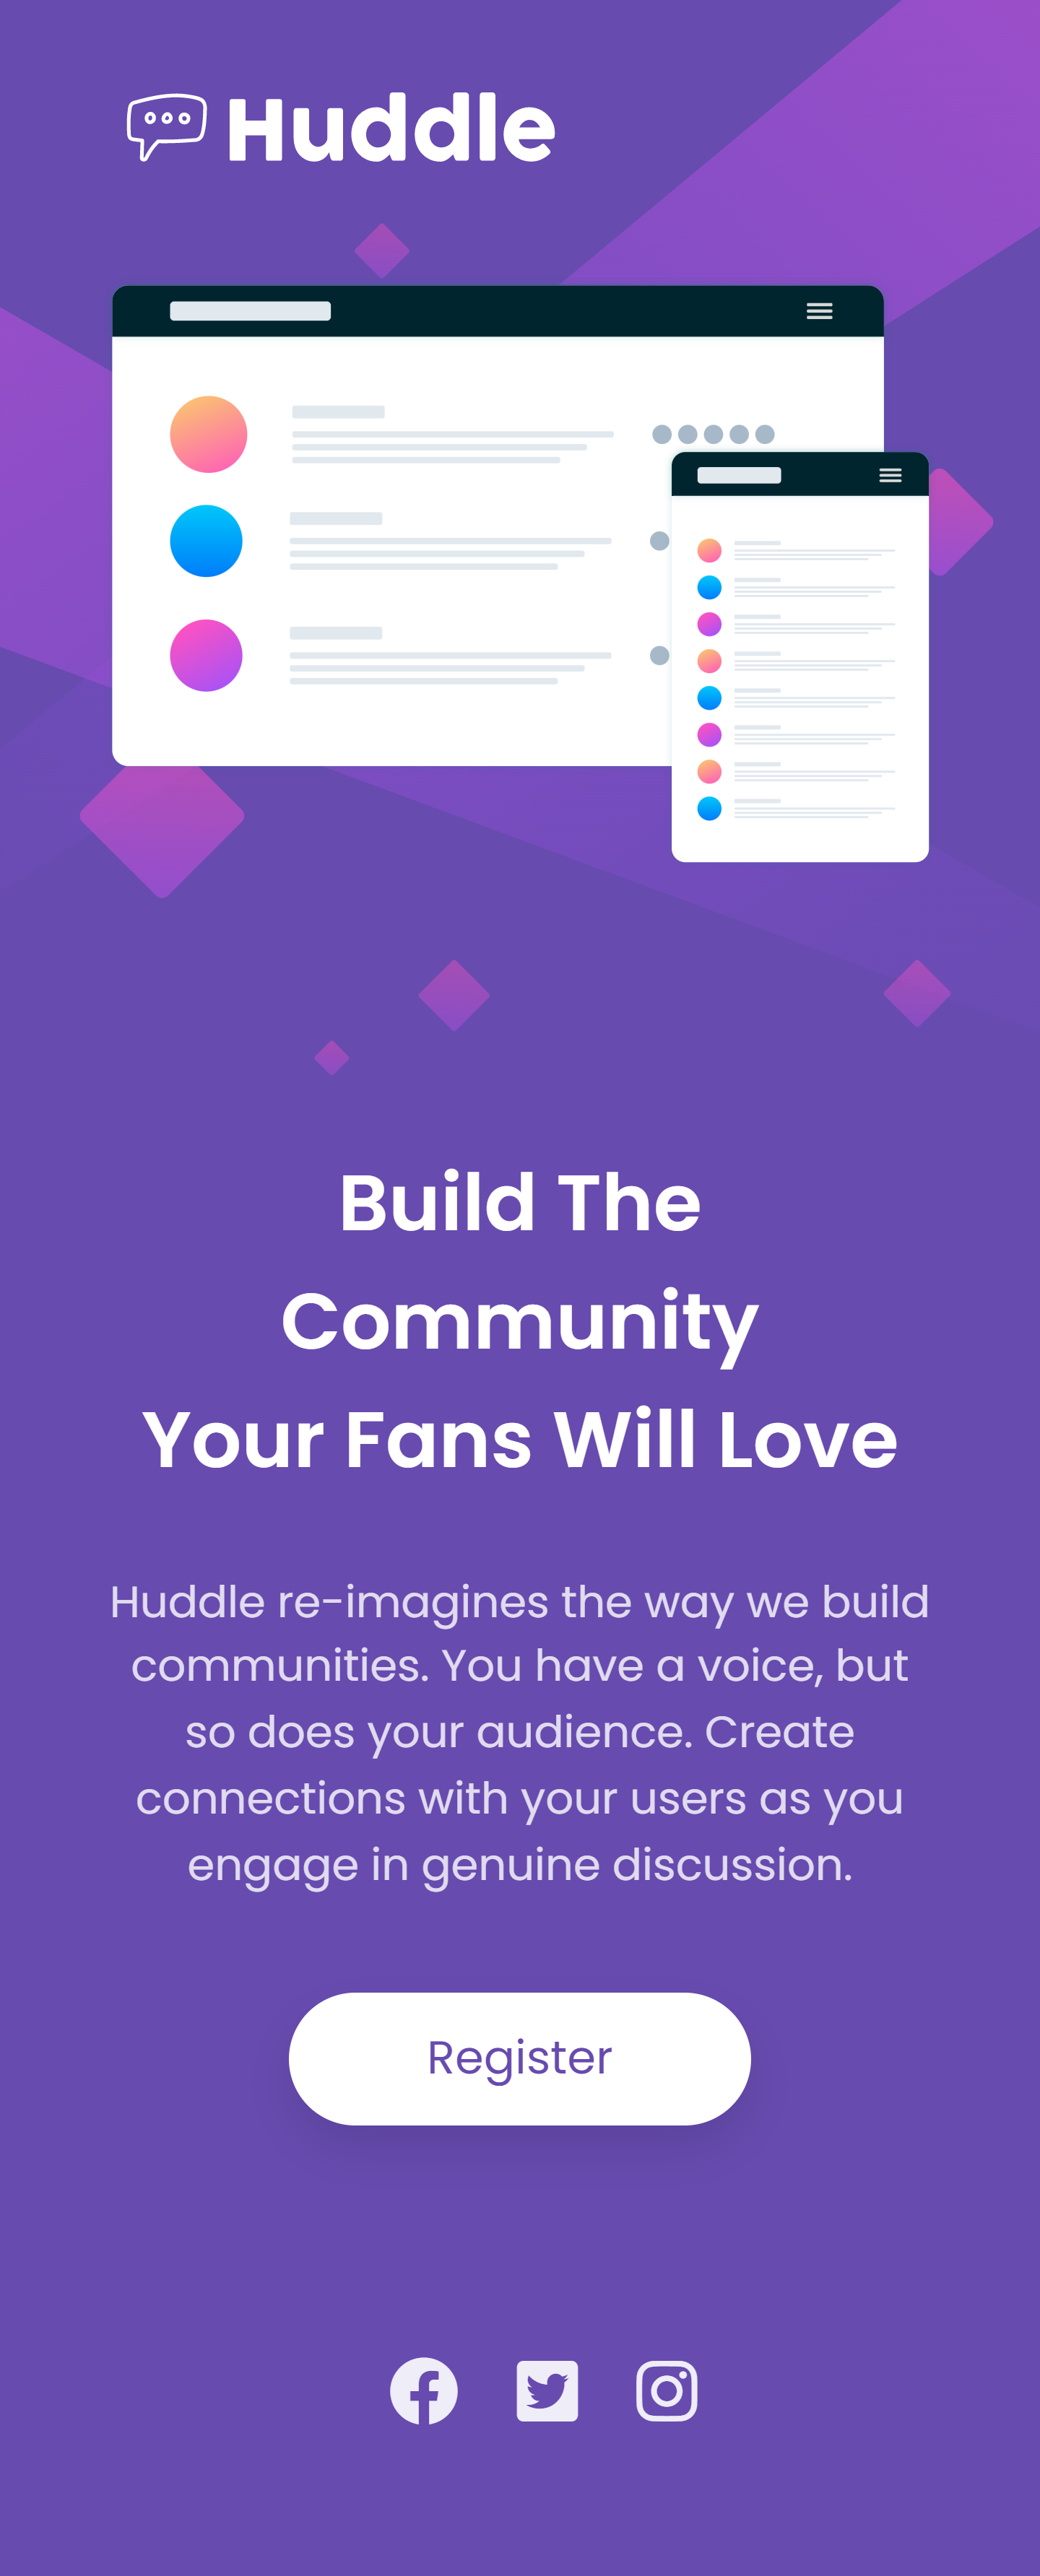 Huddle
Build The
Community
Your Fans Will Love
Huddle re-imagines the way we build
communities. You have a voice, but
so does your audience. Create
connections with your users as you
engage in genuine discussion.
Register